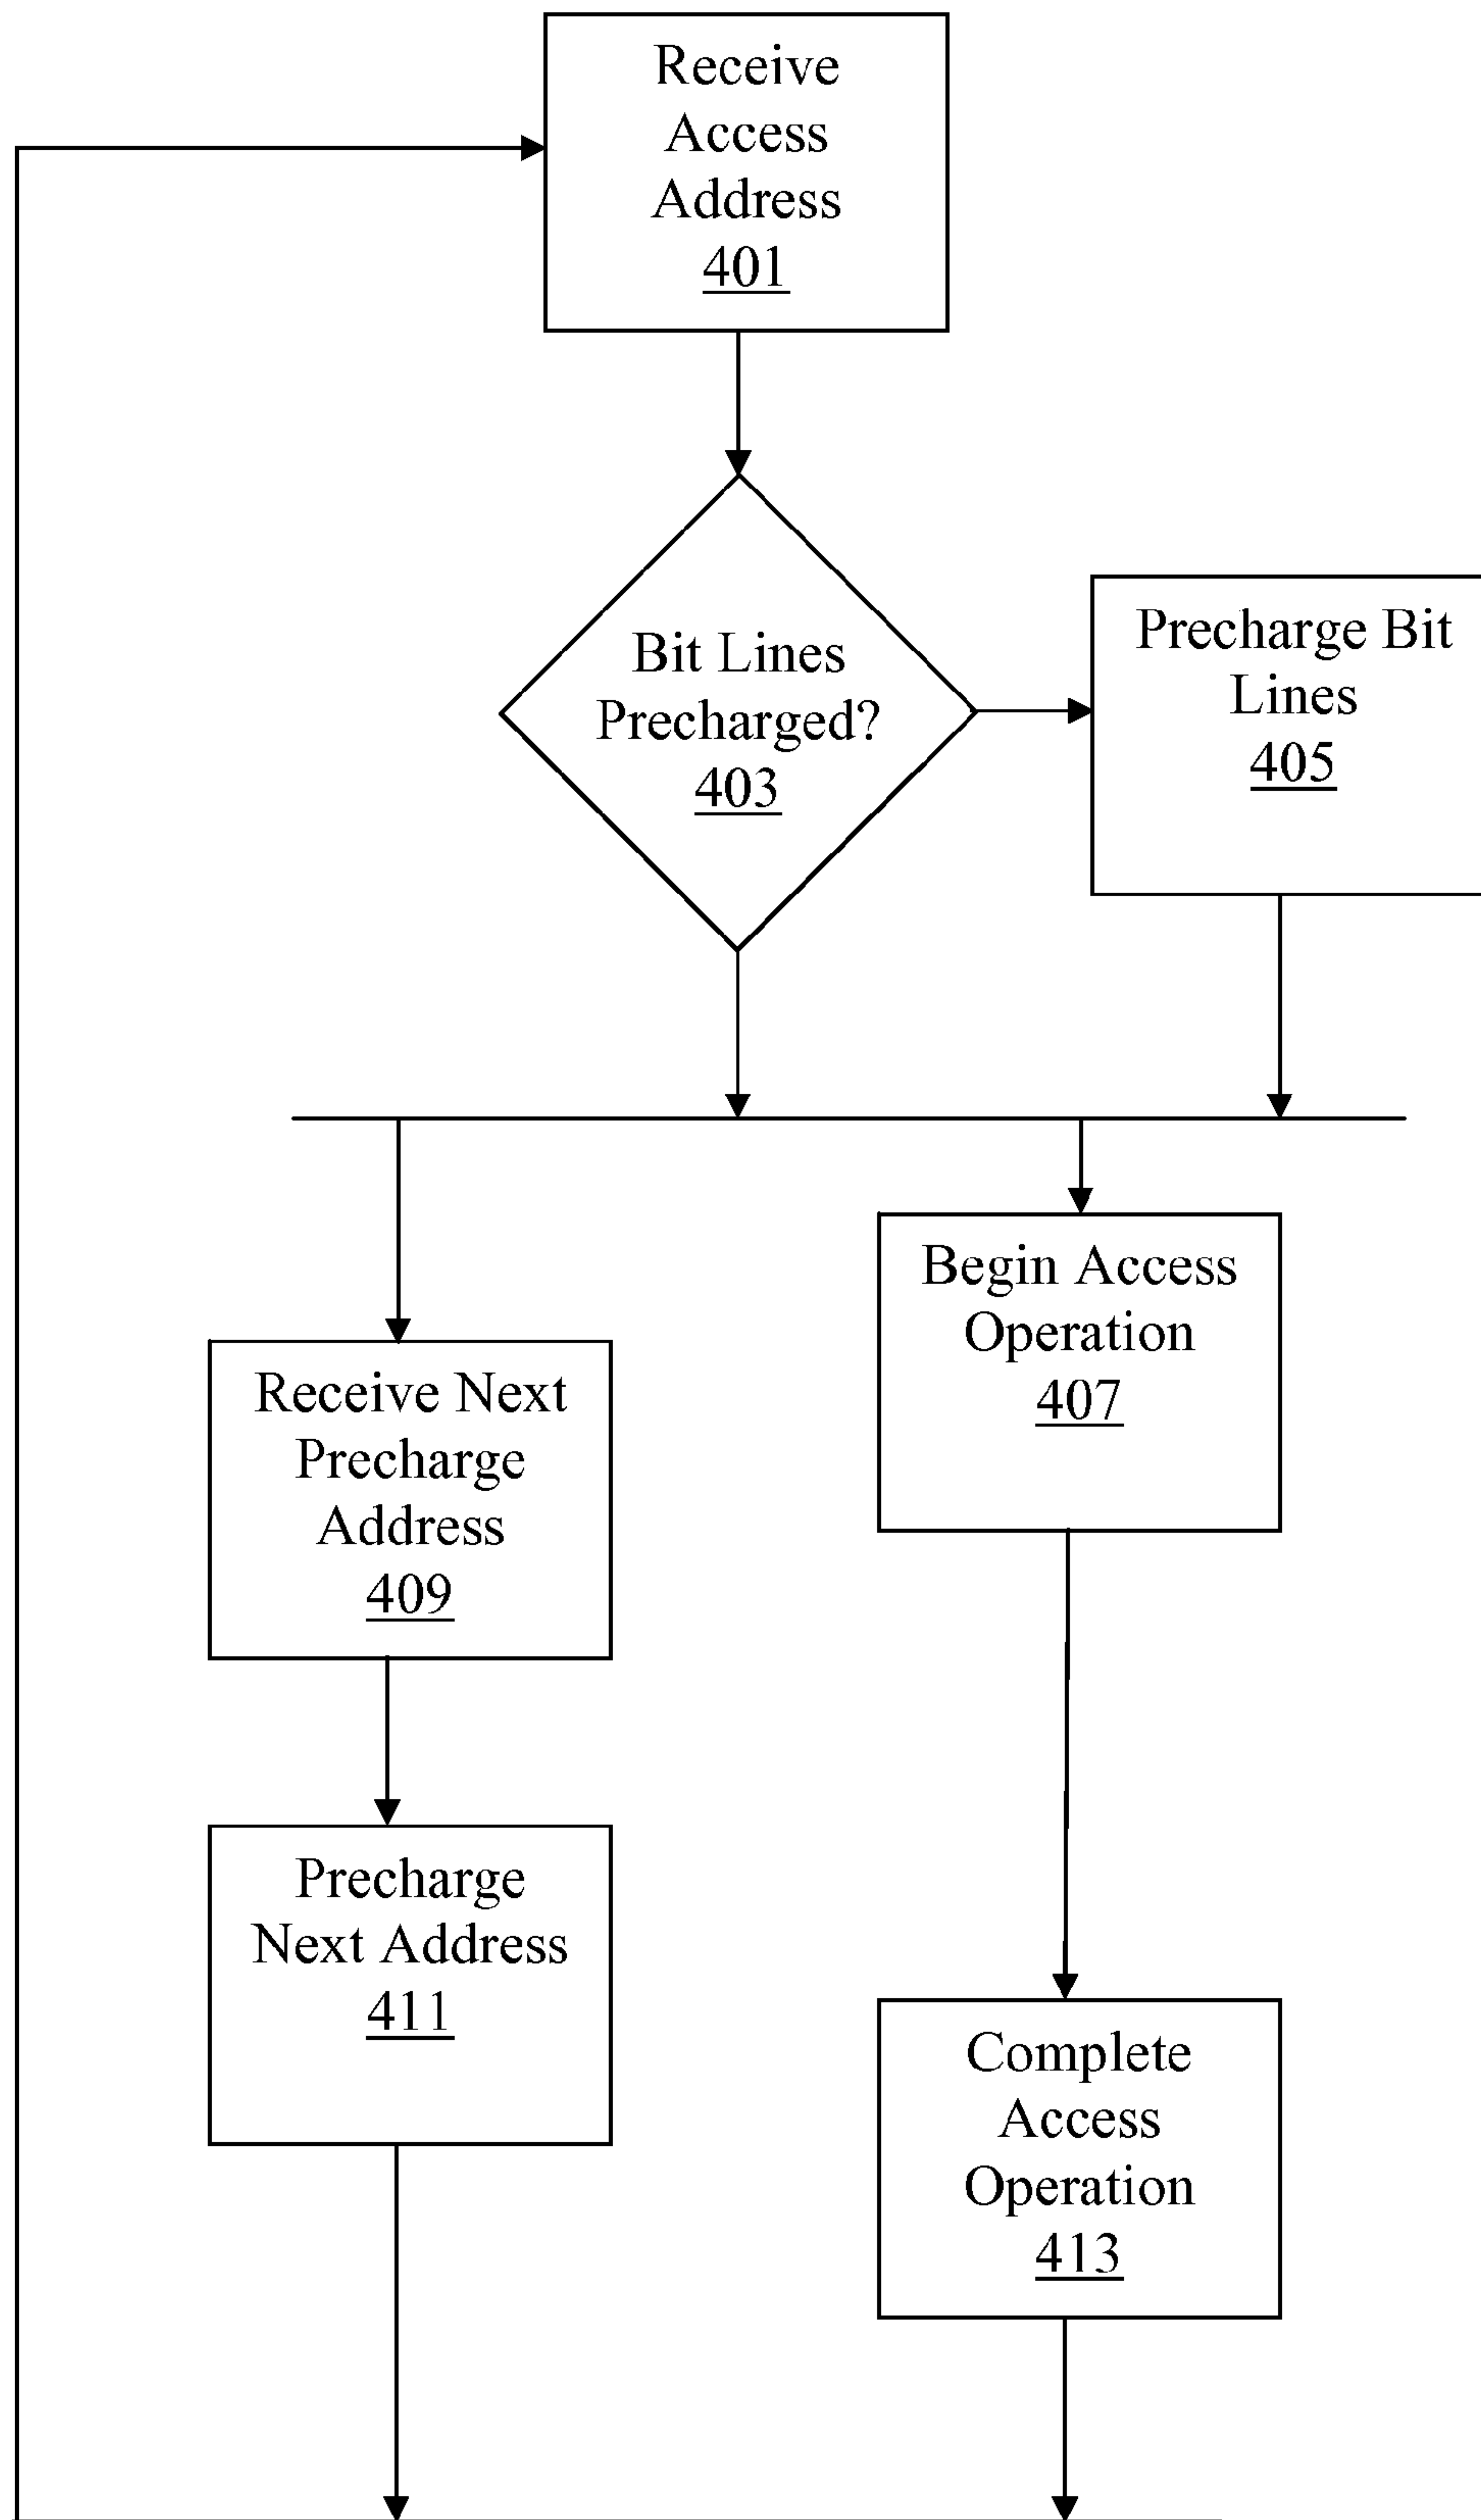 Receive
Access
Address
401
Bit Lines
Precharged?
403
Precharge Bit
Lines
405
Begin Access
Operation
407
Receive Next
Precharge
Address
409
Precharge
Next Address
411
Complete
Access
Operation
413